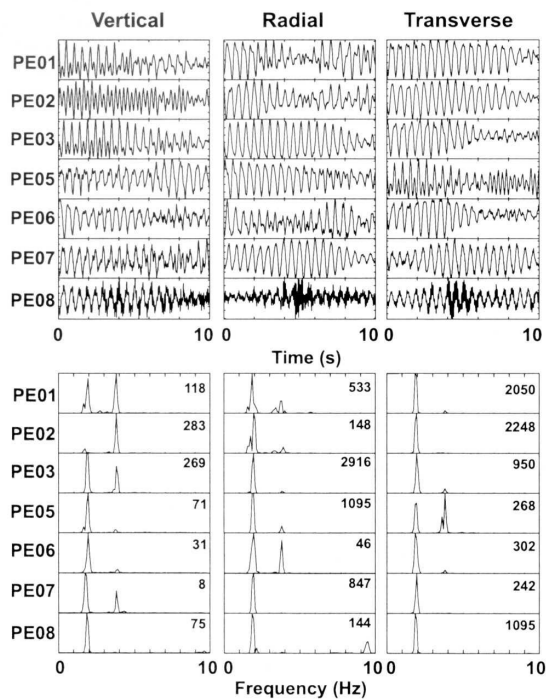 Vertical Radial Transverse
PE01
PE02
PE03
PE05
PE06
PE07
PE08
0 10 0 10 0 10
Time (s)
PE01 118 533 2050
PE02 283 148 2248
PE03 269 2916 950
PE05 71 1095 268
PE06 31 46 302
PE07 8 847 242
PE08 75 144 1095
0 10 0 10 0 10
Frequency (Hz)